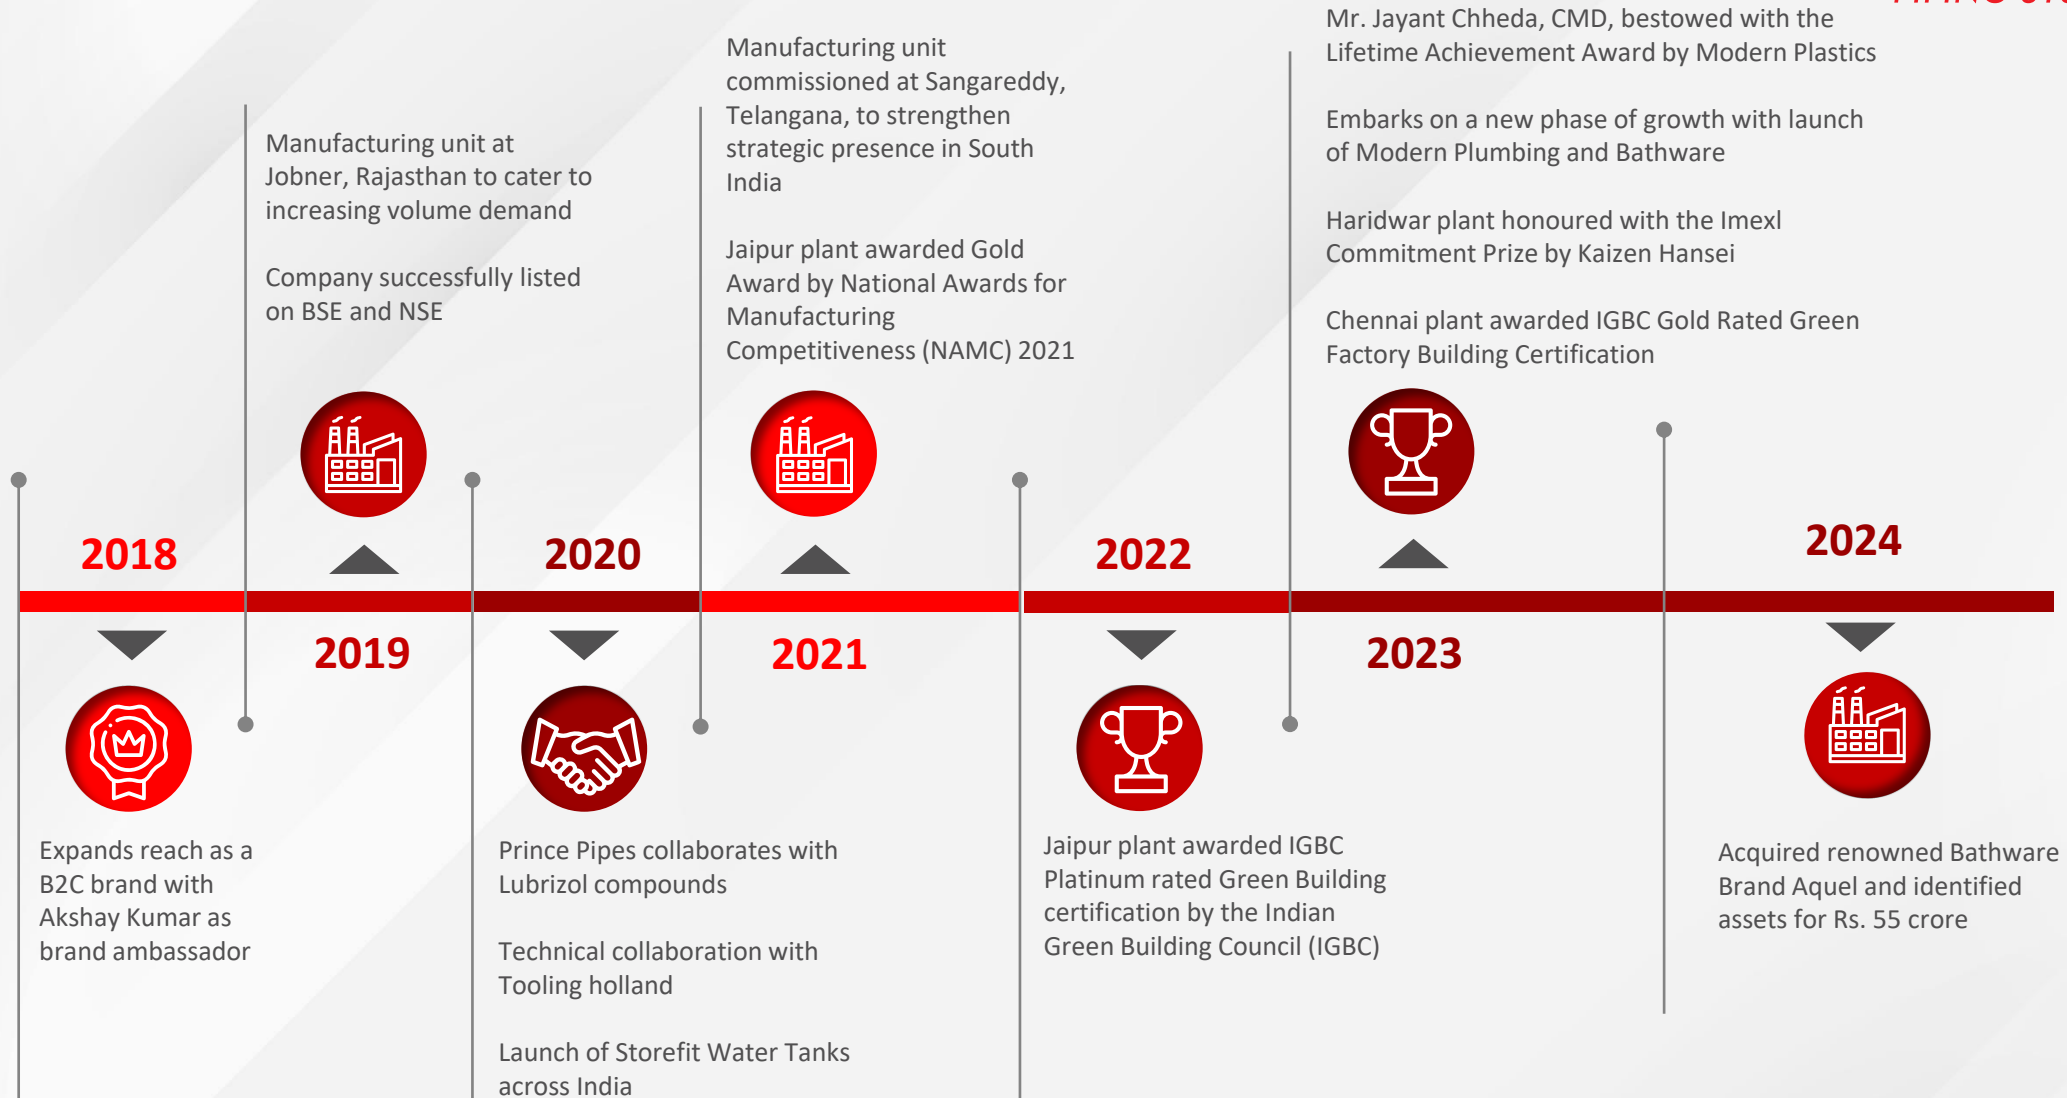 Mr. Jayant Chheda, CMD, bestowed with the
Lifetime Achievement Award by Modern Plastics
Embarks on a new phase of growth with launch
of Modern Plumbing and Bathware
Haridwar plant honoured with the Imexl
Commitment Prize by Kaizen Hansei
Chennai plant awarded IGBC Gold Rated Green
Factory Building Certification
Manufacturing unit
commissioned at Sangareddy,
Telangana, to strengthen
strategic presence in South
India
Jaipur plant awarded Gold
Award by National Awards for
Manufacturing
Competitiveness (NAMC) 2021
Manufacturing unit at
Jobner, Rajasthan to cater to
increasing volume demand
Company successfully listed
on BSE and NSE
2018
2019
2020
2021
2022
2023
2024
Expands reach as a
B2C brand with
Akshay Kumar as
brand ambassador
Prince Pipes collaborates with
Lubrizol compounds
Technical collaboration with
Tooling holland
Launch of Storefit Water Tanks
across India
Jaipur plant awarded IGBC
Platinum rated Green Building
certification by the Indian
Green Building Council (IGBC)
Acquired renowned Bathware
Brand Aquel and identified
assets for Rs. 55 crore